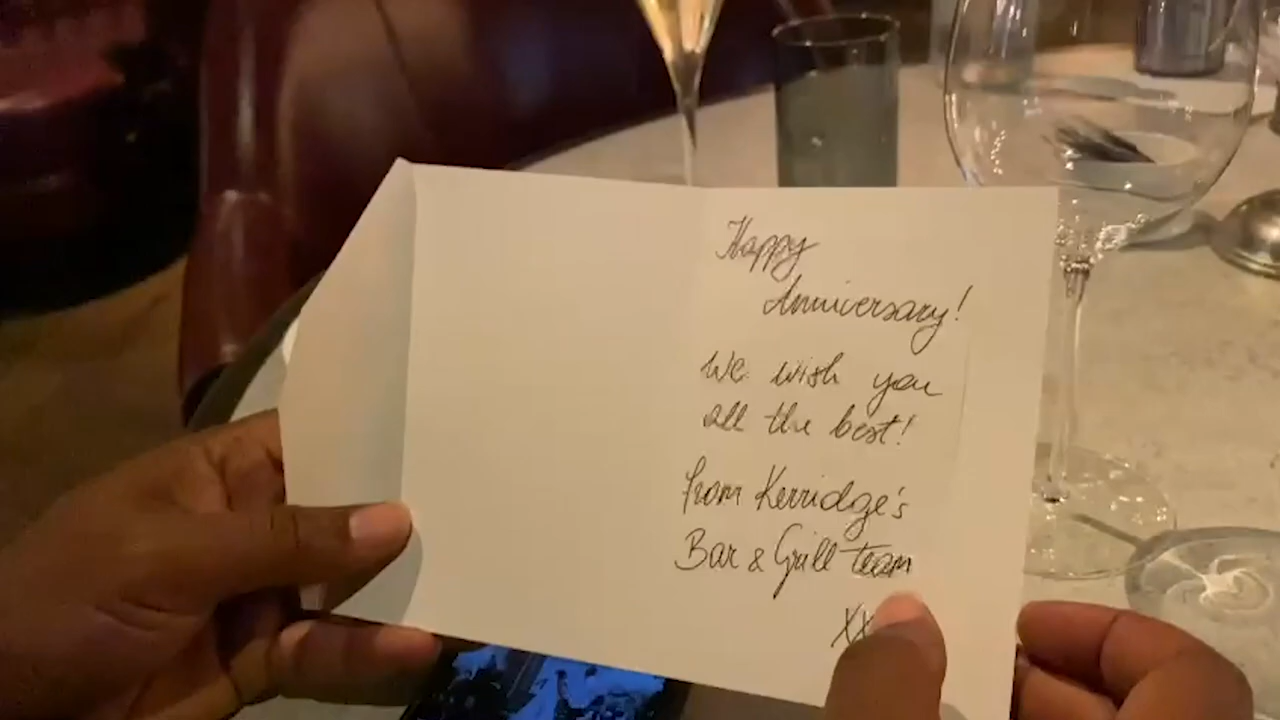 Happy
Anniversary!
We wish you
all the best!
from Kerridge's
Bar & Grill team
XX